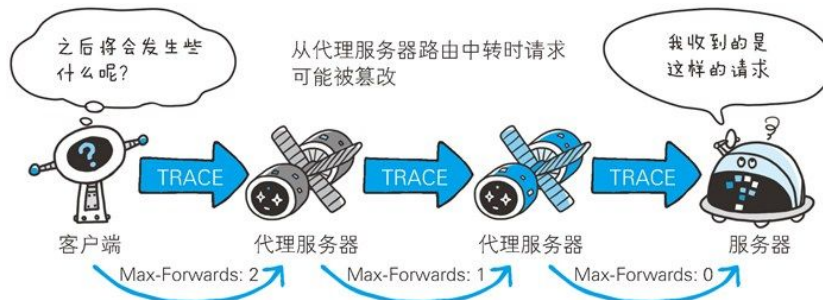 之后将会发生些
什么呢?
从代理服务器路由中转时请求
可能被篡改
我收到的是
这样的请求
?
TRACE
TRACE
TRACE
客户端
代理服务器
代理服务器
服务器
Max-Forwards: 2
Max-Forwards: 1
Max-Forwards: 0